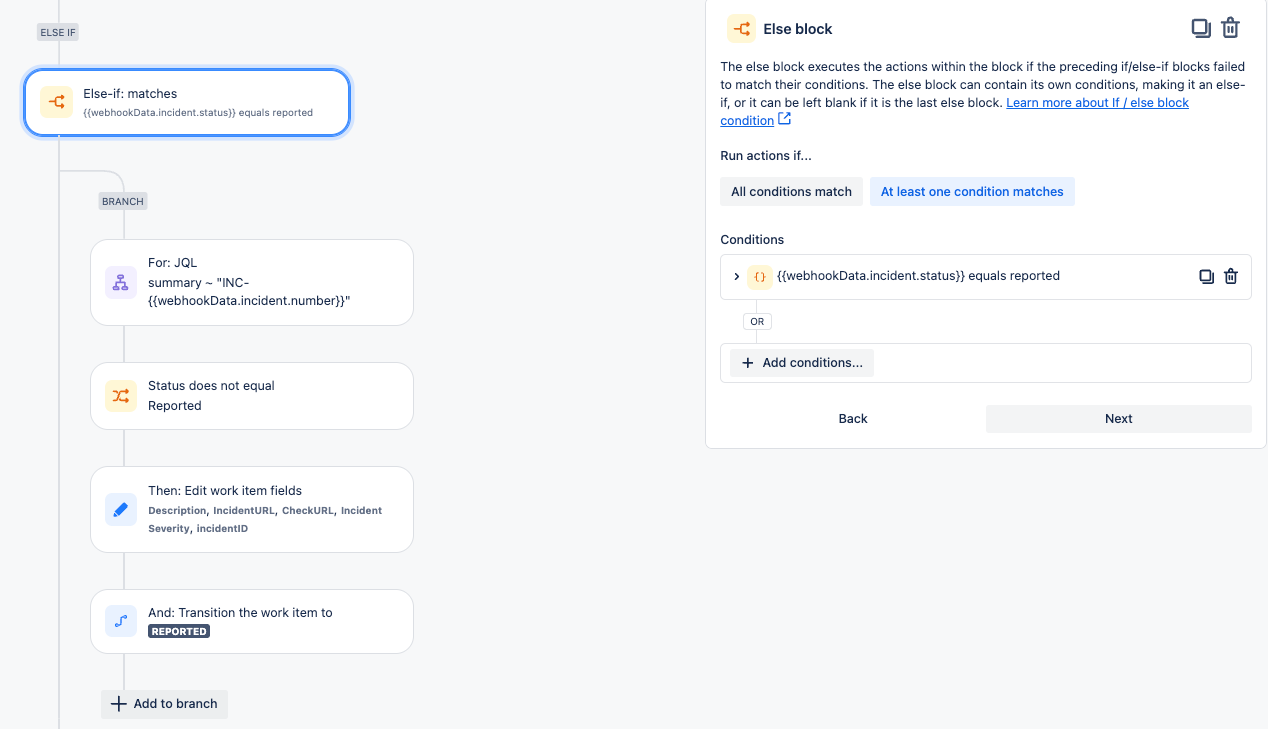 ELSE IF
Else-if: matches
{{webhookData.incident.status}} equals reported
BRANCH
For: JQL
summary ~ "INC-
{{webhookData.incident.number}}"
Status does not equal
Reported
Then: Edit work item fields
Description, IncidentURL, CheckURL, Incident
Severity, incidentID
And: Transition the work item to
REPORTED
Add to branch
Else block
The else block executes the actions within the block if the preceding if/else-if blocks failed
to match their conditions. The else block can contain its own conditions, making it an else-
if, or it can be left blank if it is the last else block. Learn more about If / else block
condition
Run actions if...
All conditions match
At least one condition matches
Conditions
{} {{webhookData.incident.status}} equals reported
OR
Add conditions...
Back
Next